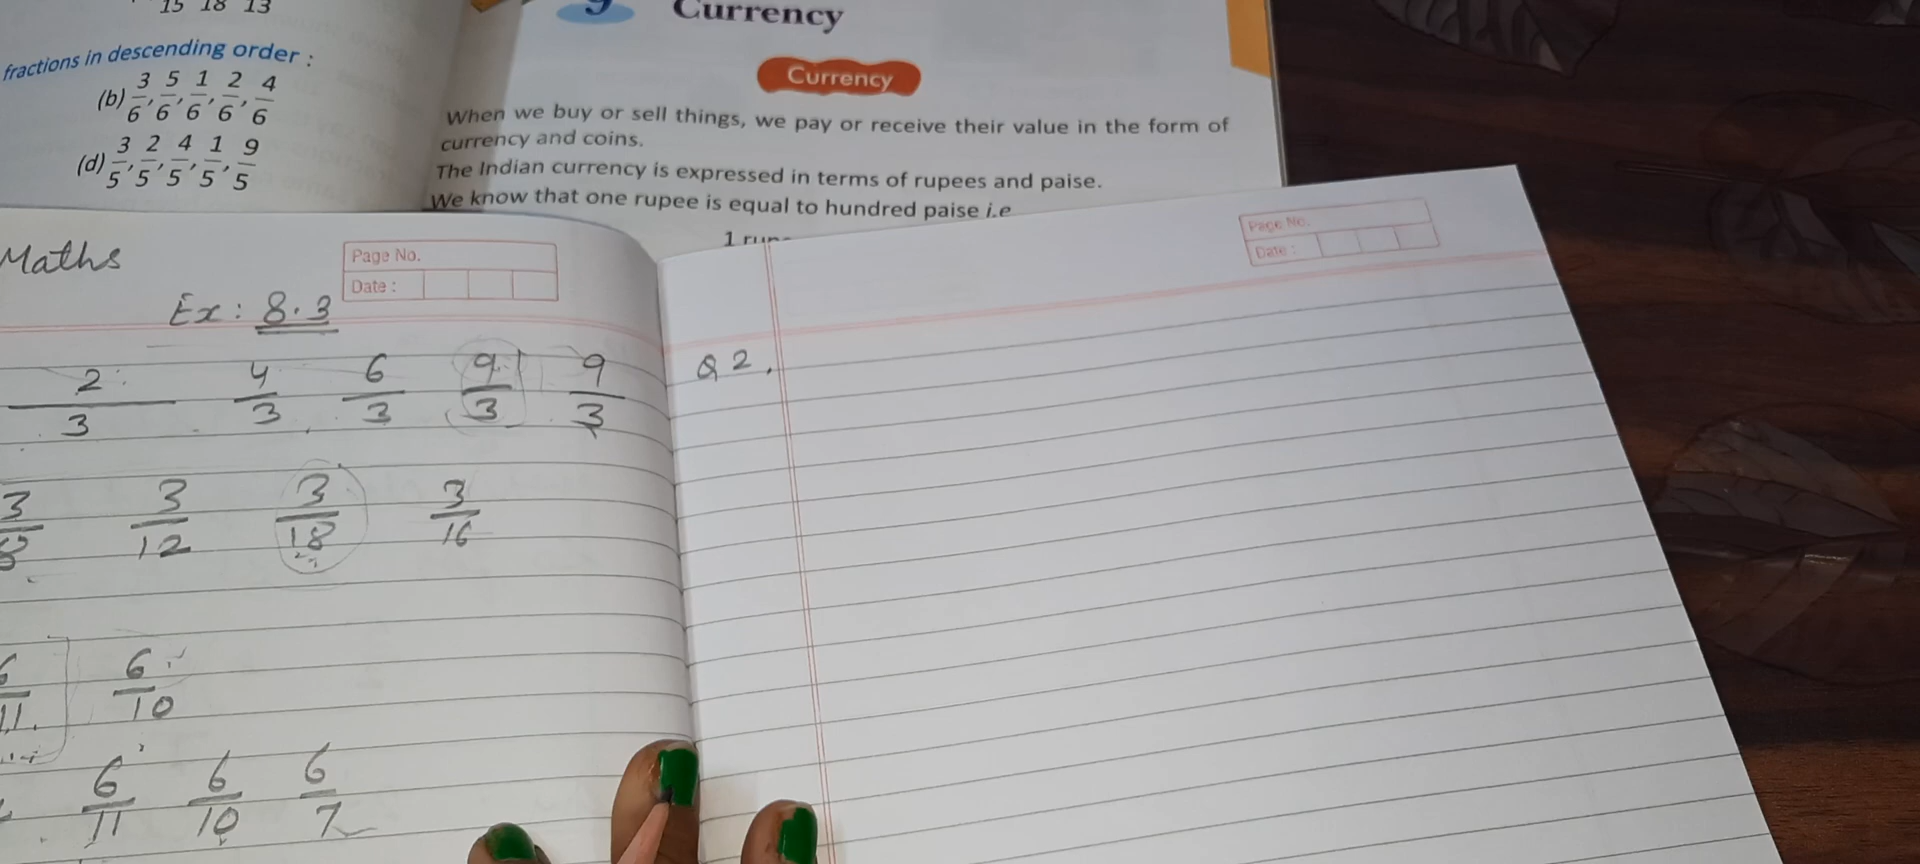 15 18 13
fractions in descending order :
(b) 3/6, 5/6, 1/6, 2/6, 4/6
(d) 3/5, 2/5, 4/5, 1/5, 9/5
9 Currency
Currency
When we buy or sell things, we pay or receive their value in the form of
currency and coins.
The Indian currency is expressed in terms of rupees and paise.
We know that one rupee is equal to hundred paise i.e
1
Maths
Page No.
Date :
Ex : 8.3
2/3 4/3 6/3 9/3 9/3
3/8 3/12 3/18 3/16
6/11 6/10
6/11 6/10 6/7
Page No.
Date :
Q 2.